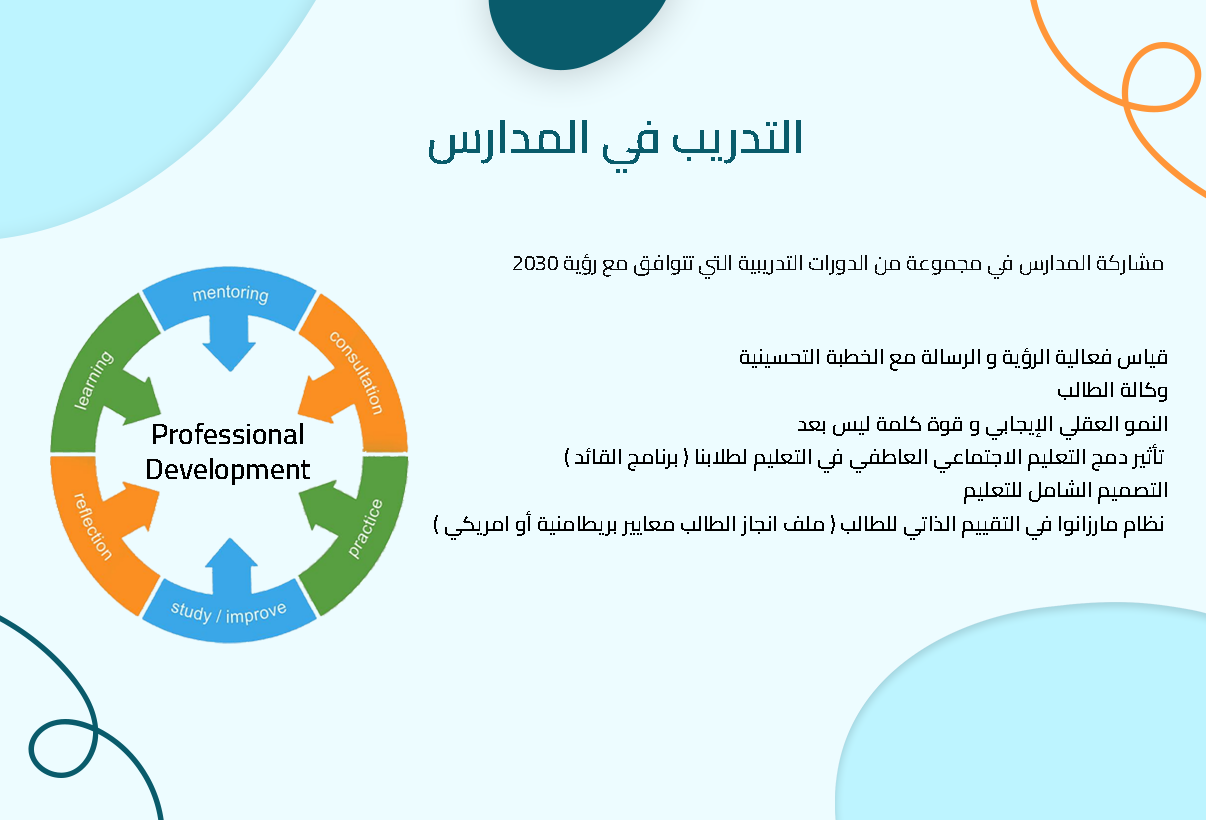 التدريب في المدارس
مشاركة المدارس في مجموعة من الدورات التدريبية التي تتوافق مع رؤية 2030
قياس فعالية الرؤية و الرسالة مع الخطبة التحسينية
وكالة الطالب
النمو العقلي الإيجابي و قوة كلمة ليس بعد
تأثير دمج التعليم الاجتماعي العاطفي في التعليم لطلابنا ( برنامج القائد )
التصميم الشامل للتعليم
نظام مارزانوا في التقييم الذاتي للطالب ( ملف انجاز الطالب معايير بريطامنية أو امريكي )
mentoring
consultation
practice
study / improve
reflection
learning
Professional
Development